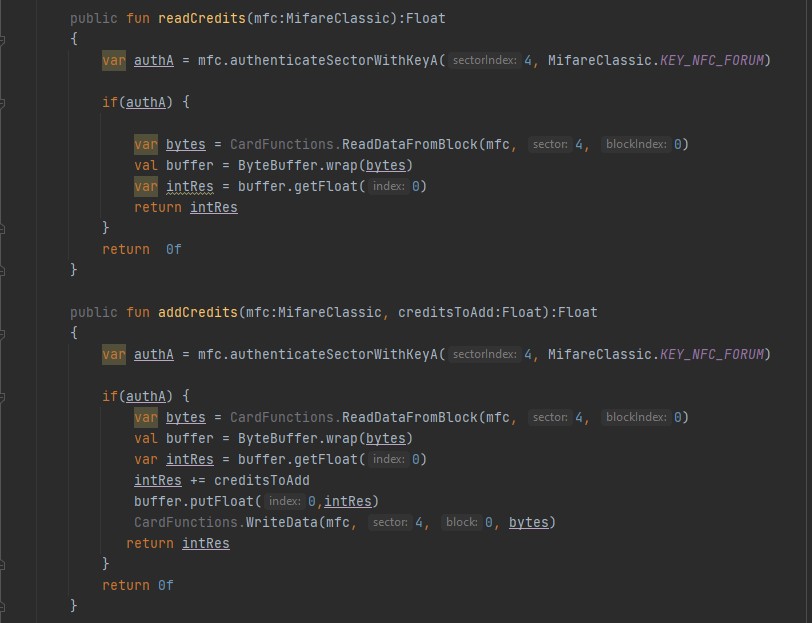 public fun readCredits(mfc:MifareClassic):Float
{
var authA = mfc.authenticateSectorWithKeyA( sectorIndex: 4, MifareClassic.KEY_NFC_FORUM)
if(authA) {
var bytes = CardFunctions.ReadDataFromBlock(mfc, sector: 4, blockIndex: 0)
val buffer = ByteBuffer.wrap(bytes)
var intRes = buffer.getFloat( index: 0)
return intRes
}
return 0f
}
public fun addCredits(mfc:MifareClassic, creditsToAdd:Float):Float
{
var authA = mfc.authenticateSectorWithKeyA( sectorIndex: 4, MifareClassic.KEY_NFC_FORUM)
if(authA) {
var bytes = CardFunctions.ReadDataFromBlock(mfc, sector: 4, blockIndex: 0)
val buffer = ByteBuffer.wrap(bytes)
var intRes = buffer.getFloat( index: 0)
intRes += creditsToAdd
buffer.putFloat( index: 0,intRes)
CardFunctions.WriteData(mfc, sector: 4, block: 0, bytes)
return intRes
}
return 0f
}